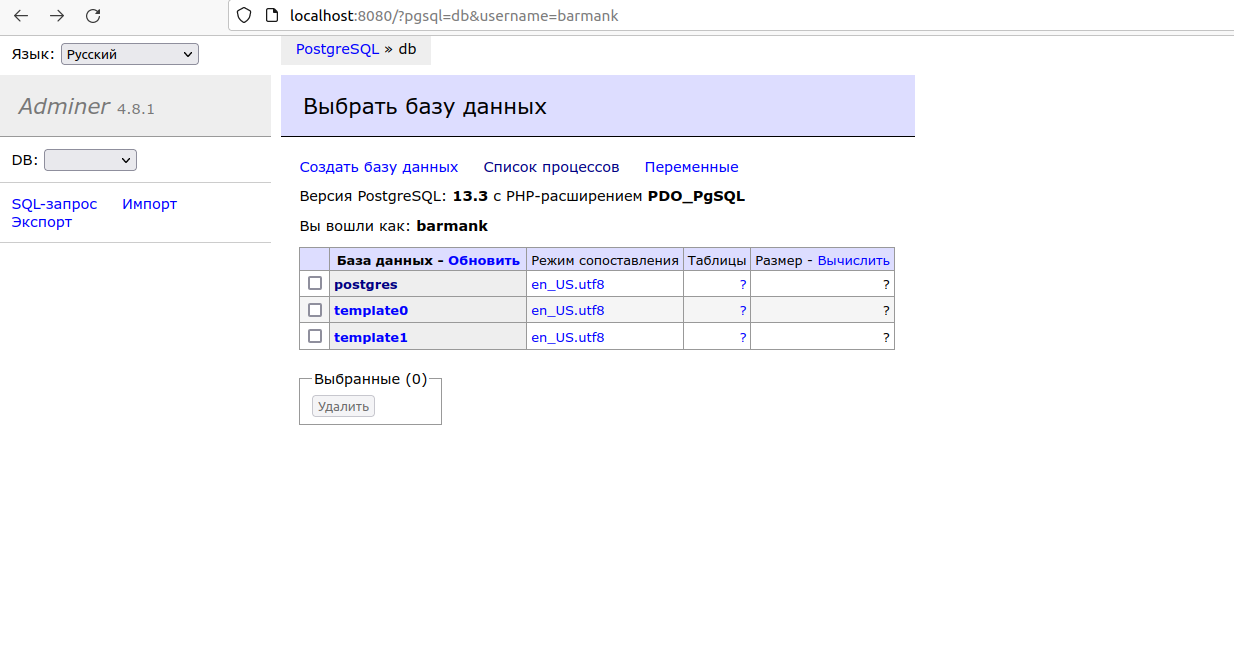 localhost:8080/?pgsql=db&username=barmank
Язык: Русский
PostgreSQL » db
Adminer 4.8.1
Выбрать базу данных
DB:
SQL-запрос Импорт
Экспорт
Создать базу данных Список процессов Переменные
Версия PostgreSQL: 13.3 с PHP-расширением PDO_PgSQL
Вы вошли как: barmank
База данных - Обновить Режим сопоставления Таблицы Размер - Вычислить
postgres en_US.utf8 ? ?
template0 en_US.utf8 ? ?
template1 en_US.utf8 ? ?
Выбранные (0)
Удалить